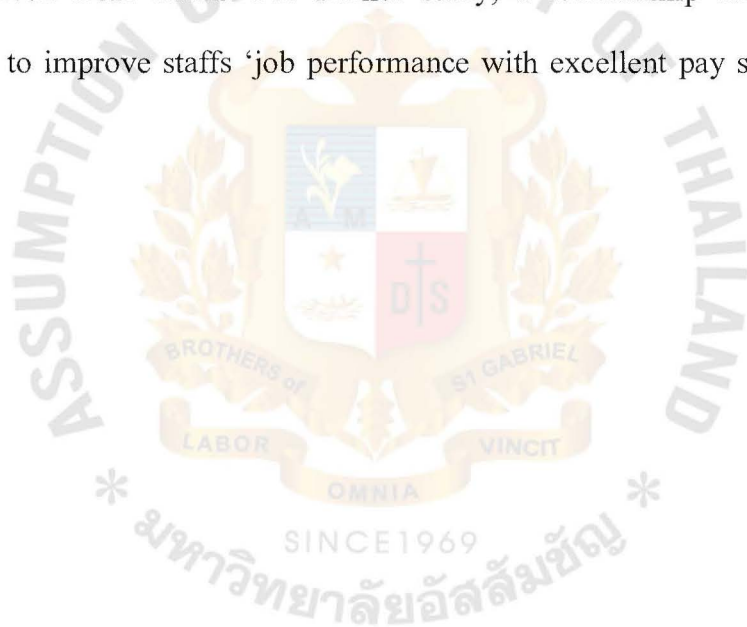 to improve staffs ‘job performance with excellent pay s
ASSUMPTION OF THAILAND
A M
D S
BROTHERS of ST GABRIEL
LABOR OMNIA VINCIT
SINCE1969
มหาวิทยาลัยอัสสัมชัญ